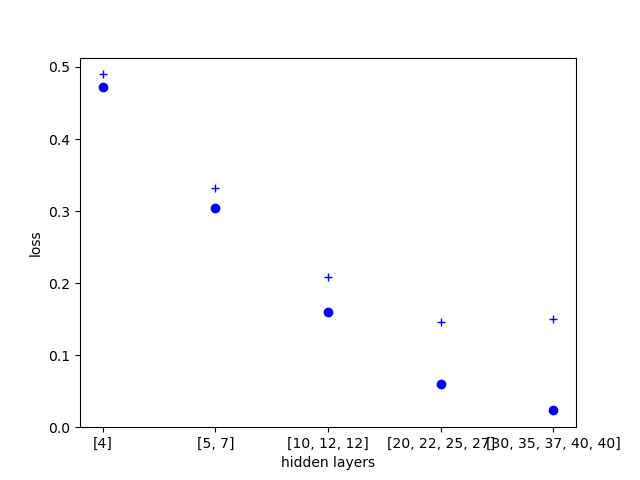 0.5
0.4
0.3
0.2
0.1
0.0
loss
[4]
[5, 7]
[10, 12, 12]
[20, 22, 25, 27]
[30, 35, 37, 40, 40]
hidden layers